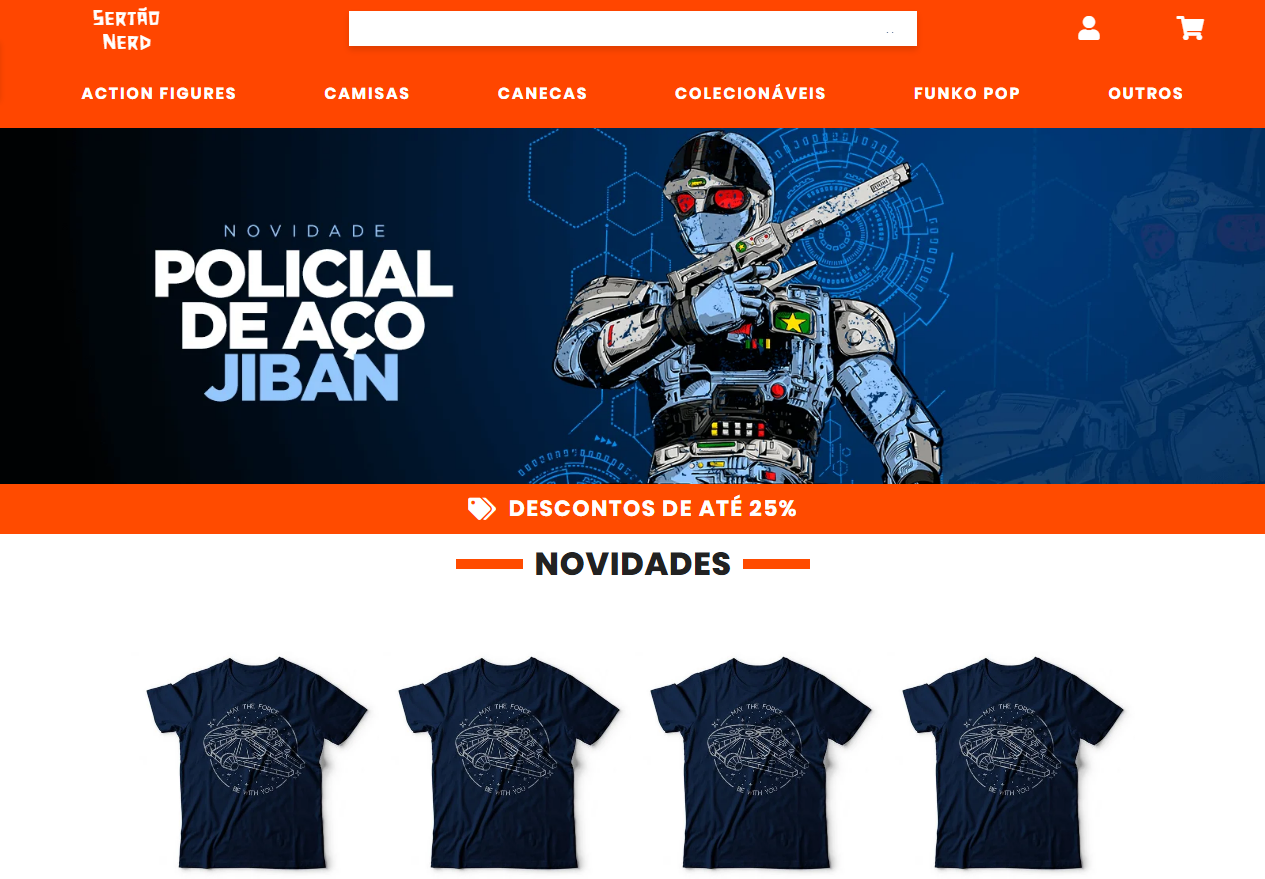 SERTÃO
NERD
ACTION FIGURES
CAMISAS
CANECAS
COLECIONÁVEIS
FUNKO POP
OUTROS
NOVIDADE
POLICIAL
DE AÇO
JIBAN
DESCONTOS DE ATÉ 25%
NOVIDADES
MAY THE FORCE
BE WITH YOU
MAY THE FORCE
BE WITH YOU
MAY THE FORCE
BE WITH YOU
MAY THE FORCE
BE WITH YOU